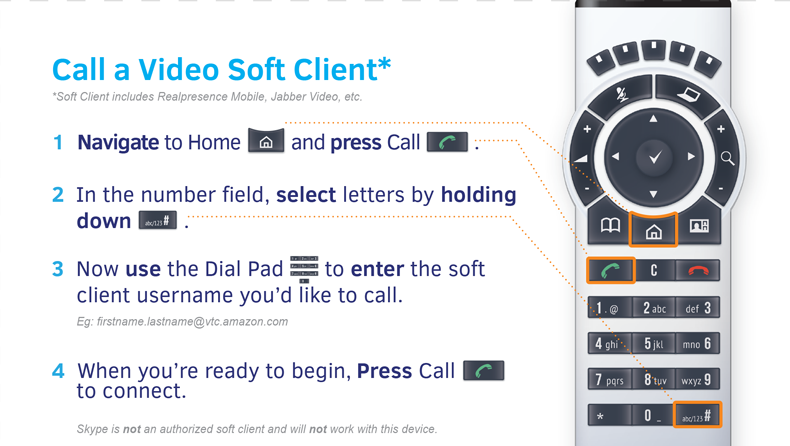 Call a Video Soft Client*
*Soft Client includes Realpresence Mobile, Jabber Video, etc.
1 Navigate to Home and press Call .
2 In the number field, select letters by holding
down abc/123 # .
3 Now use the Dial Pad to enter the soft
client username you’d like to call.
Eg: firstname.lastname@vtc.amazon.com
4 When you’re ready to begin, Press Call
to connect.
Skype is not an authorized soft client and will not work with this device.
+ +
- -
C
1 . @ 2 abc def 3
4 ghi 5 jkl mno 6
7 pqrs 8 tuv wxyz 9
* 0 _ abc/123 #